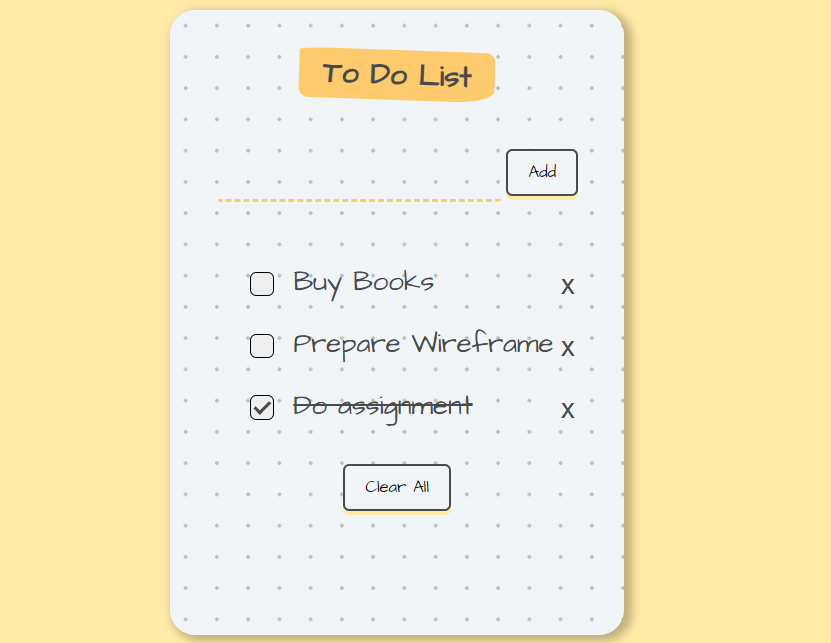 To Do List
Add
Buy Books x
Prepare Wireframe x
Do assignment x
Clear All